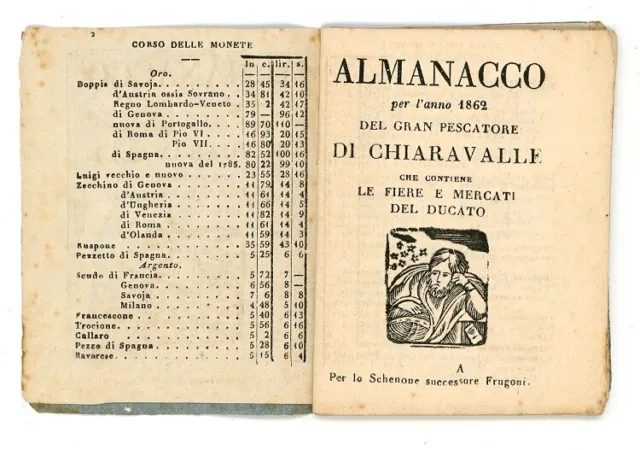 2
CORSO DELLE MONETE
ln c. lir. s.
Oro.
Doppia di Savoja . . . . . . . . . 28 45 34 16
d'Austria ossia Sovrano . . . 34 81 42 10
Regno Lombardo-Veneto . 35 2 42 17
di Genova . . . . . . . . . 79 — 96 12
nuova di Portogallo. . . . . 89 70 110 —
di Roma di Pio VI . . . . . 16 93 20 15
Pio VII. . . . . 16 80 20 13
di Spagna. . . . . . . . . 82 52 100 16
nuova del 1785. 80 22 99 10
Luigi vecchio e nuovo . . . . . . . 23 55 28 16
Zecchino di Genova . . . . . . . . 11 79 14 8
d'Austria . . . . . . . . 11 61 14 4
d'Ungheria . . . . . . . 11 66 14 5
di Venezia . . . . . . . 11 82 14 9
di Roma . . . . . . . . 11 61 14 4
d'Olanda . . . . . . . . 11 59 14 3
Ruspone . . . . . . . . . . . . . 35 59 43 10
Pezzetto di Spagna . . . . . . . . 5 25 6 6
Argento.
Scudo di Francia. . . . . . . . . . 5 72 7 —
Genova. . . . . . . . . . 6 56 8 —
Savoja . . . . . . . . . . 7 6 8 8
Milano . . . . . . . . . . 4 48 5 10
Francescone . . . . . . . . . . . . 5 40 6 13
Trocione. . . . . . . . . . . . . . 5 56 6 16
Callaro . . . . . . . . . . . . . . 5 2 6 2
Pezzo di Spagna . . . . . . . . . . 5 28 6 10
Bavarese. . . . . . . . . . . . . . 5 15 6 4
ALMANACCO
per l'anno 1862
DEL GRAN PESCATORE
DI CHIARAVALLE
CHE CONTIENE
LE FIERE E MERCATI
DEL DUCATO
A
Per lo Schenone successore Frugoni.